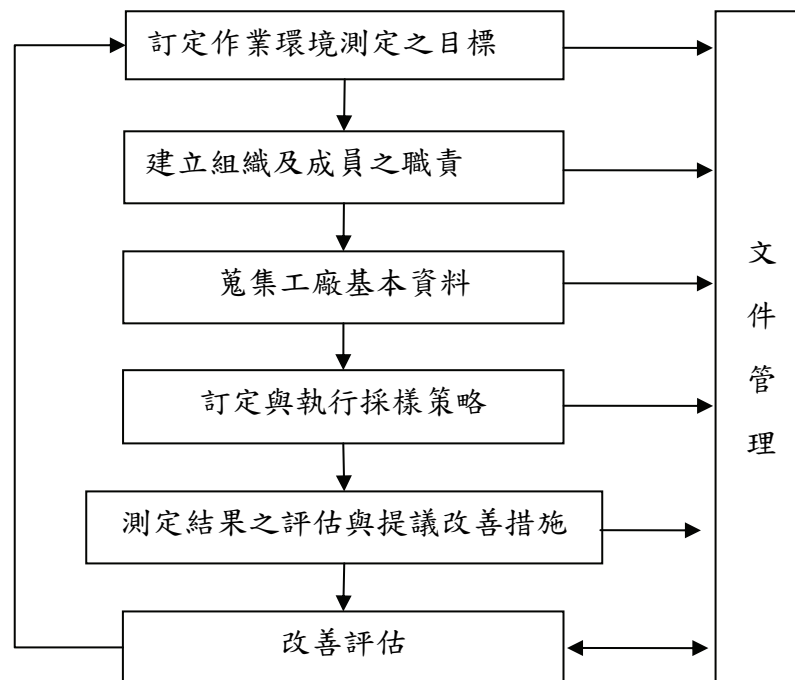 訂定作業環境測定之目標
建立組織及成員之職責
蒐集工廠基本資料
訂定與執行採樣策略
測定結果之評估與提議改善措施
改善評估
文
件
管
理